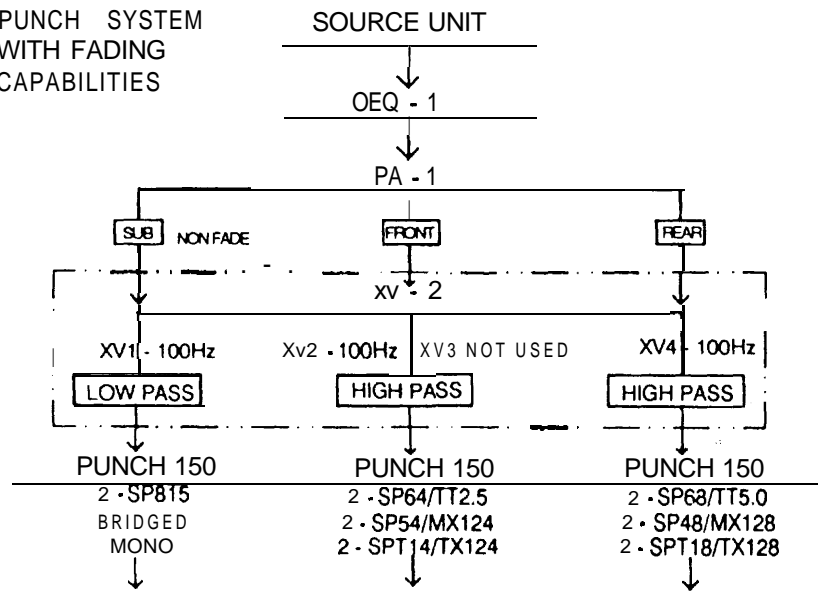 PUNCH SYSTEM
WITH FADING
CAPABILITIES
SOURCE UNIT
OEQ - 1
PA - 1
SUB
NON FADE
FRONT
REAR
XV - 2
XV1 - 100Hz
Xv2 - 100Hz
XV3 NOT USED
XV4 - 100Hz
LOW PASS
HIGH PASS
HIGH PASS
PUNCH 150
2 - SP815
BRIDGED
MONO
PUNCH 150
2 - SP64/TT2.5
2 - SP54/MX124
2 - SPT14/TX124
PUNCH 150
2 - SP68/TT5.0
2 - SP48/MX128
2 - SPT18/TX128